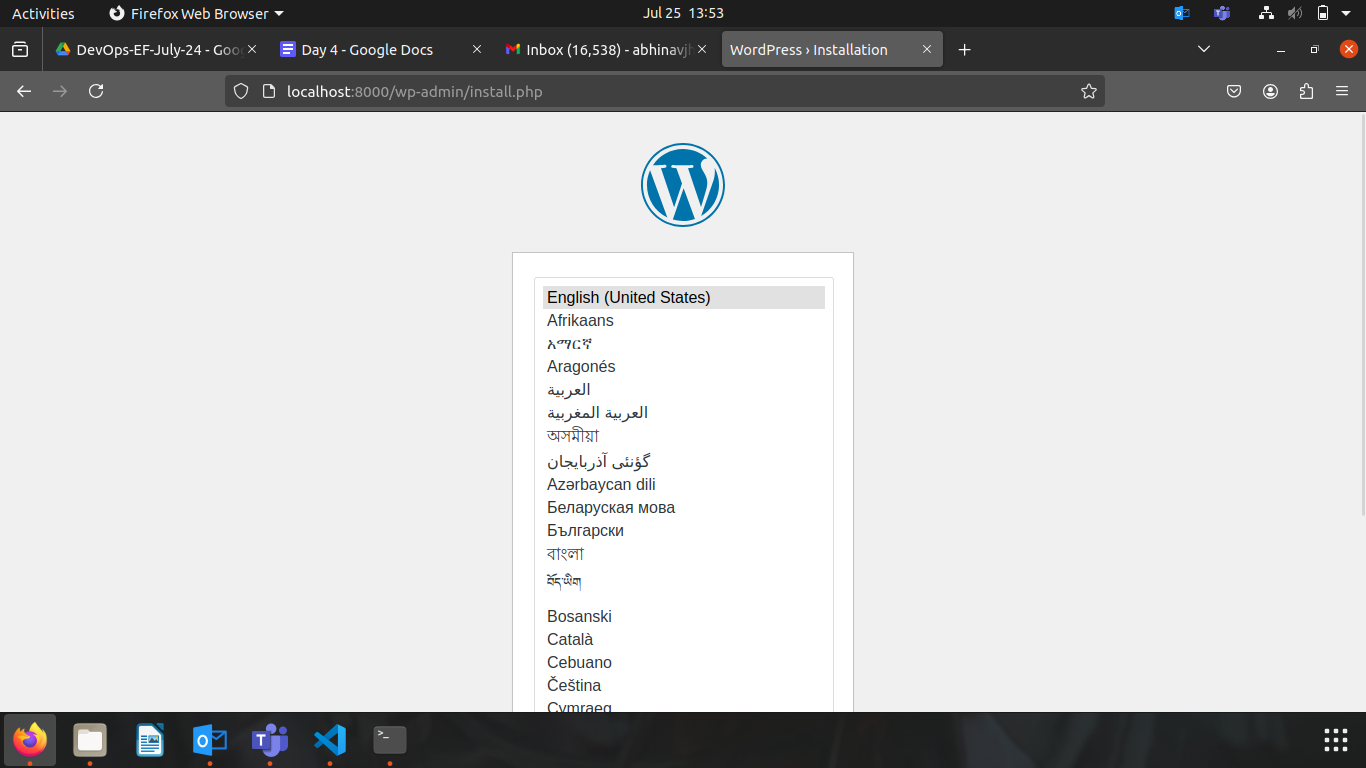 Activities
Firefox Web Browser
Jul 25 13:53
DevOps-EF-July-24 - Goo
Day 4 - Google Docs
Inbox (16,538) - abhinavjh
WordPress › Installation
localhost:8000/wp-admin/install.php
English (United States)
Afrikaans
አማርኛ
Aragonés
العربية
العربية المغربية
অসমীয়া
گؤنئی آذربایجان
Azərbaycan dili
Беларуская мова
Български
বাংলা
བོད་ཡིག
Bosanski
Català
Cebuano
Čeština
Cymraeg